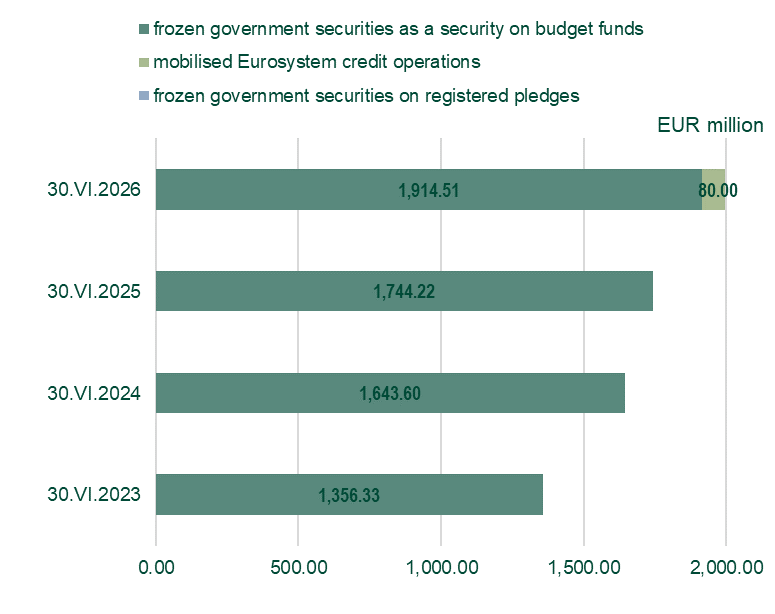 frozen government securities as a security on budget funds
mobilised Eurosystem credit operations
frozen government securities on registered pledges
EUR million
30.VI.2026 1,914.51 80.00
30.VI.2025 1,744.22
30.VI.2024 1,643.60
30.VI.2023 1,356.33
0.00 500.00 1,000.00 1,500.00 2,000.00